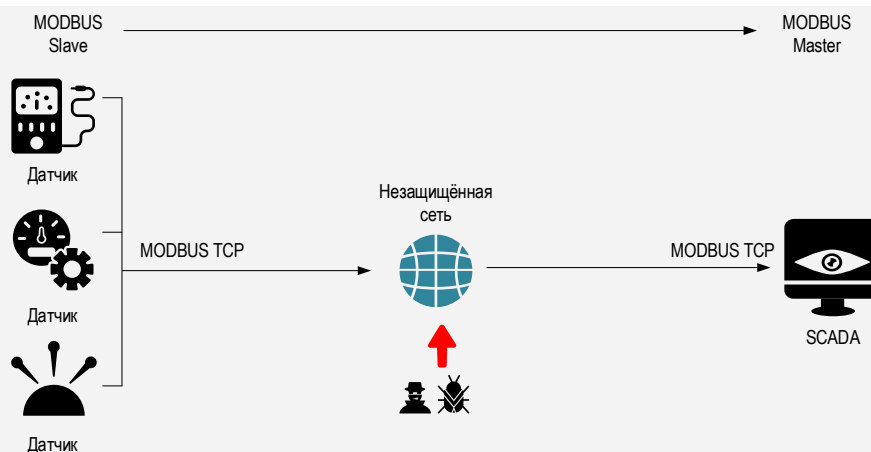 MODBUS
Slave
MODBUS
Master
Датчик
Незащищённая
сеть
MODBUS TCP
MODBUS TCP
Датчик
SCADA
Датчик